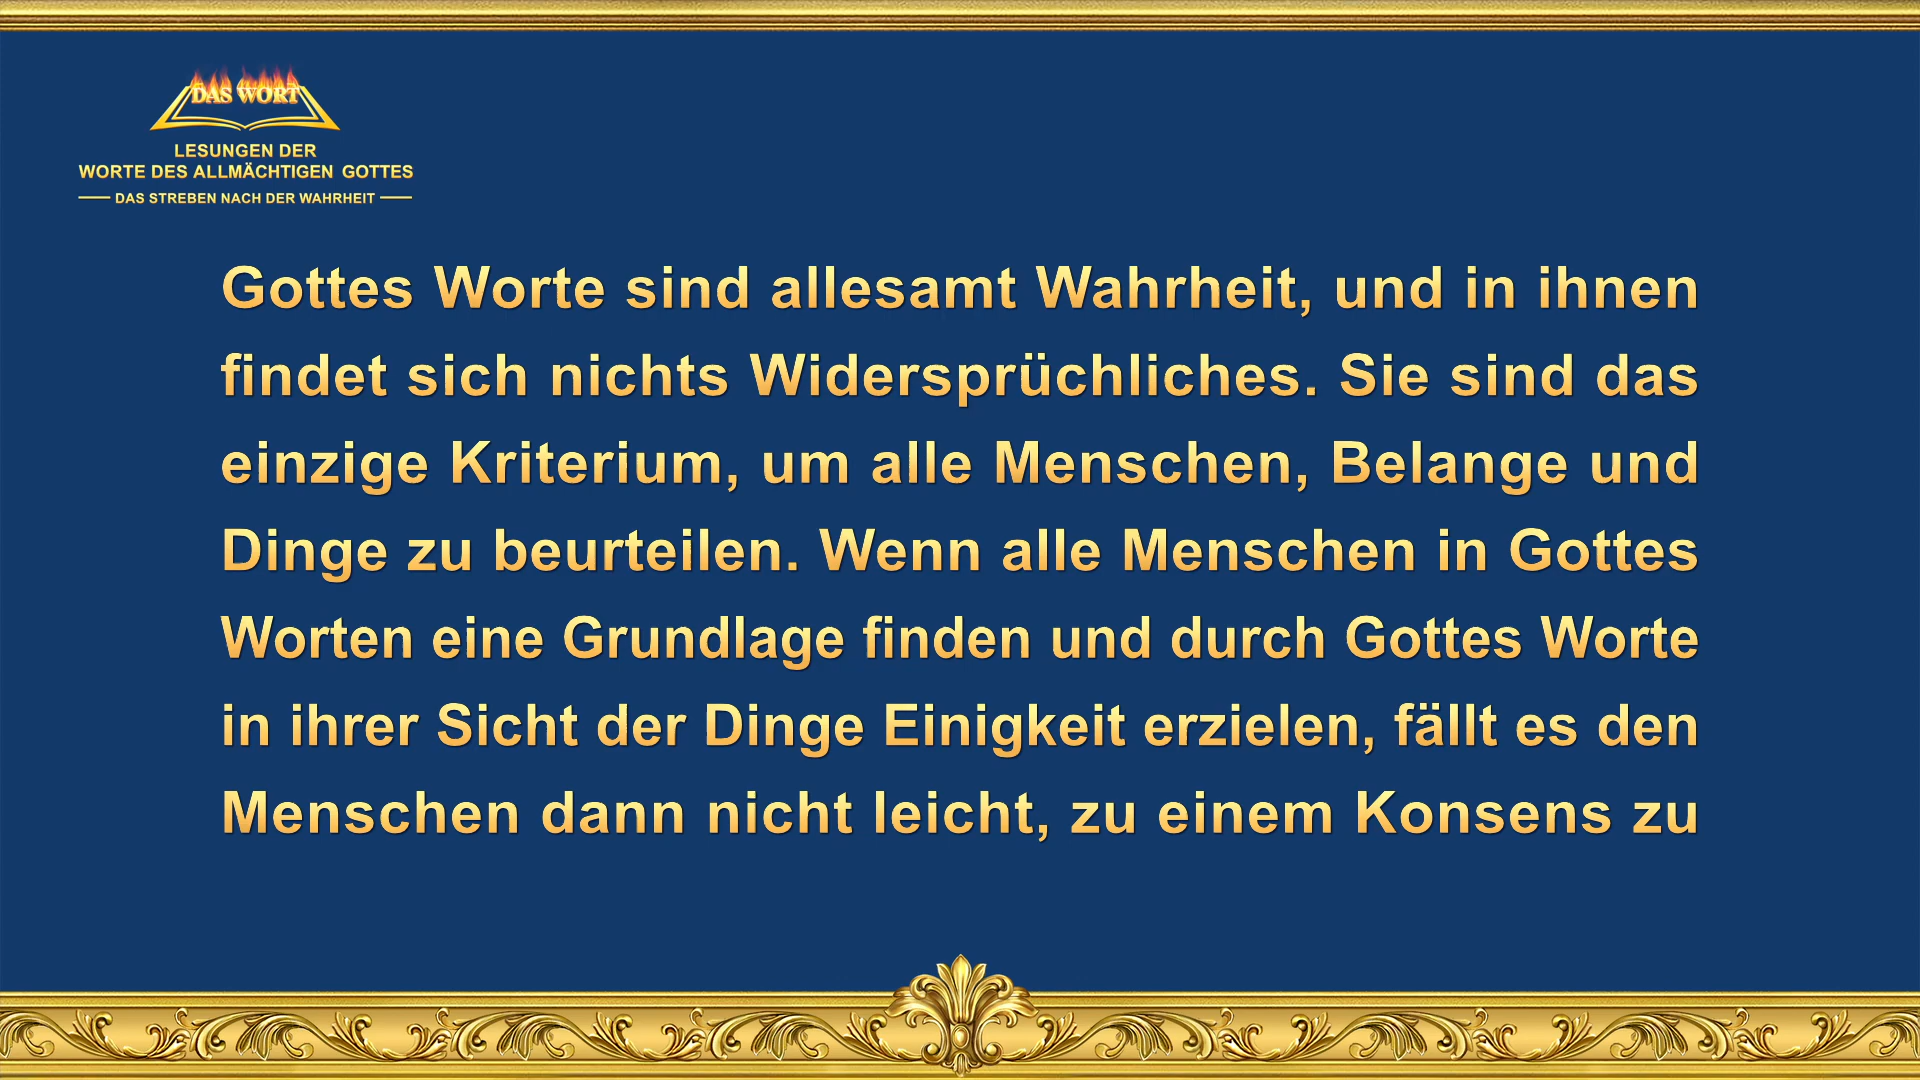 DAS WORT
LESUNGEN DER
WORTE DES ALLMÄCHTIGEN GOTTES
DAS STREBEN NACH DER WAHRHEIT
Gottes Worte sind allesamt Wahrheit, und in ihnen
findet sich nichts Widersprüchliches. Sie sind das
einzige Kriterium, um alle Menschen, Belange und
Dinge zu beurteilen. Wenn alle Menschen in Gottes
Worten eine Grundlage finden und durch Gottes Worte
in ihrer Sicht der Dinge Einigkeit erzielen, fällt es den
Menschen dann nicht leicht, zu einem Konsens zu